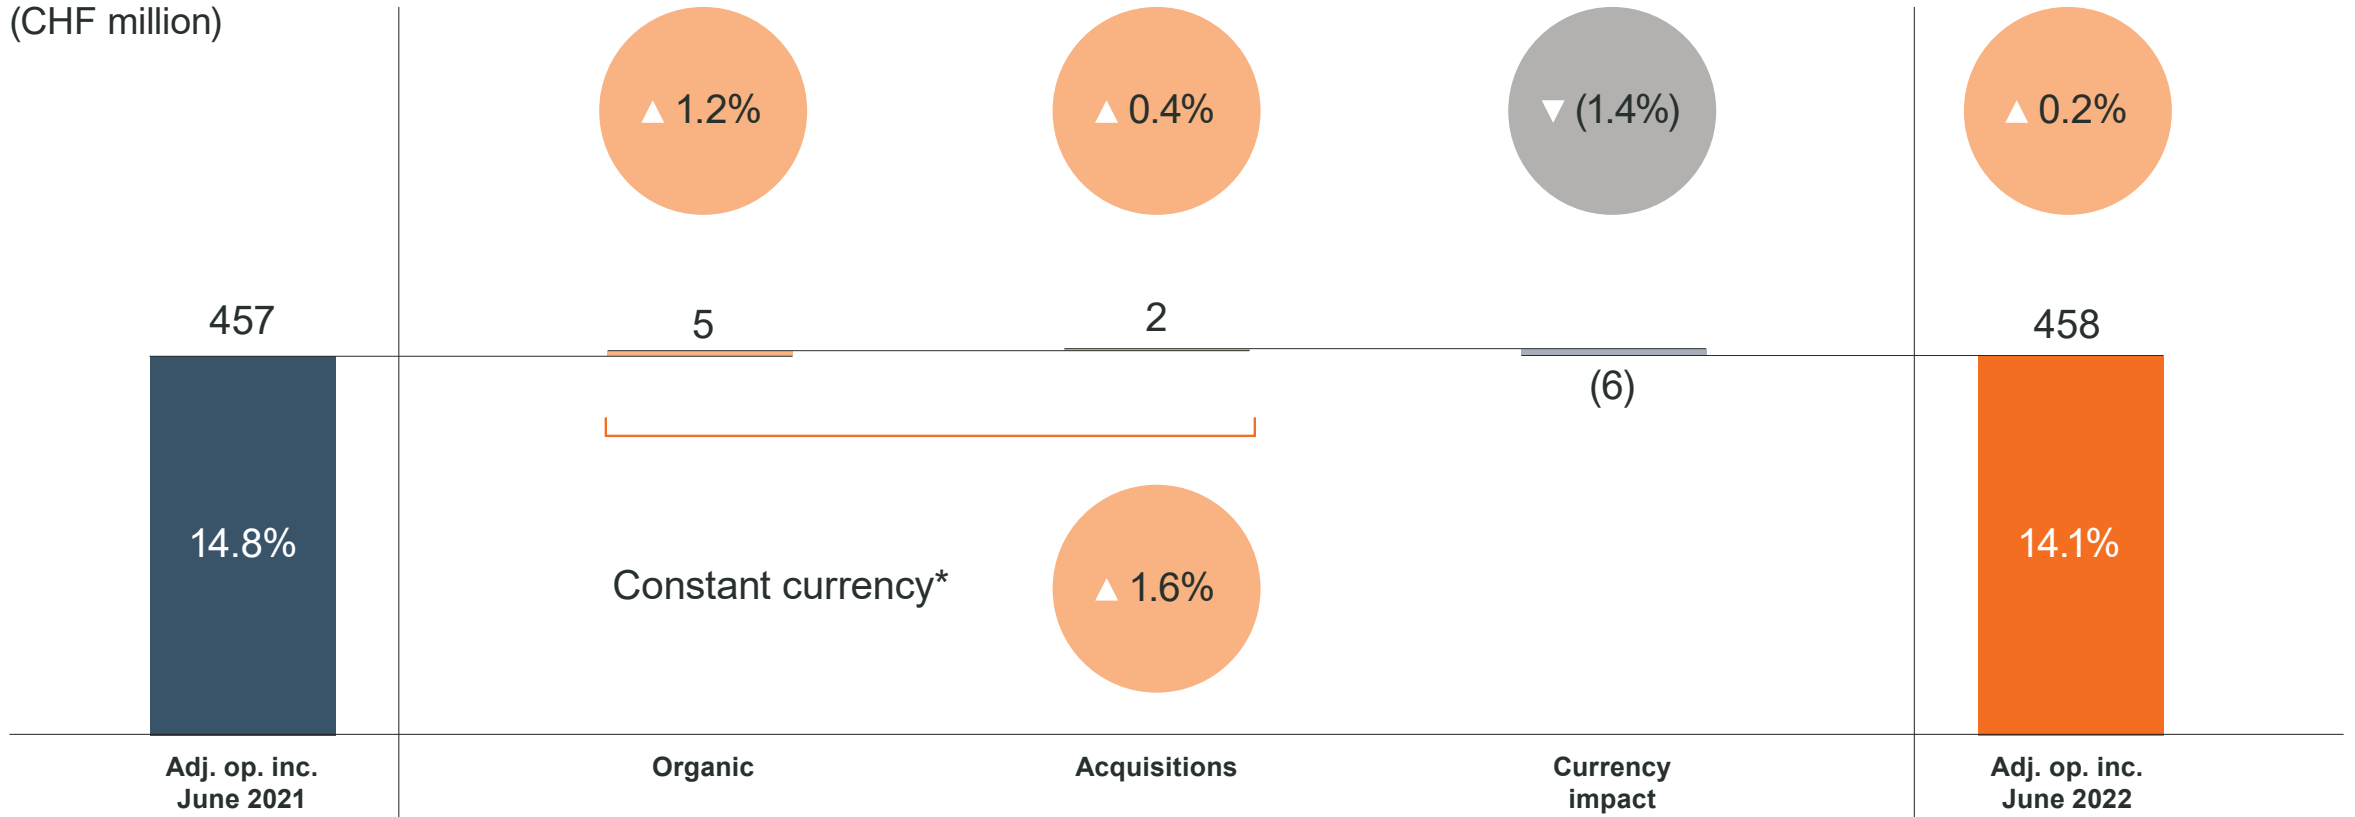 (CHF million)
▲ 1.2%
▲ 0.4%
▼ (1.4%)
▲ 0.2%
457
5
2
(6)
458
14.8%
Constant currency*
▲ 1.6%
14.1%
Adj. op. inc.
June 2021
Organic
Acquisitions
Currency
impact
Adj. op. inc.
June 2022